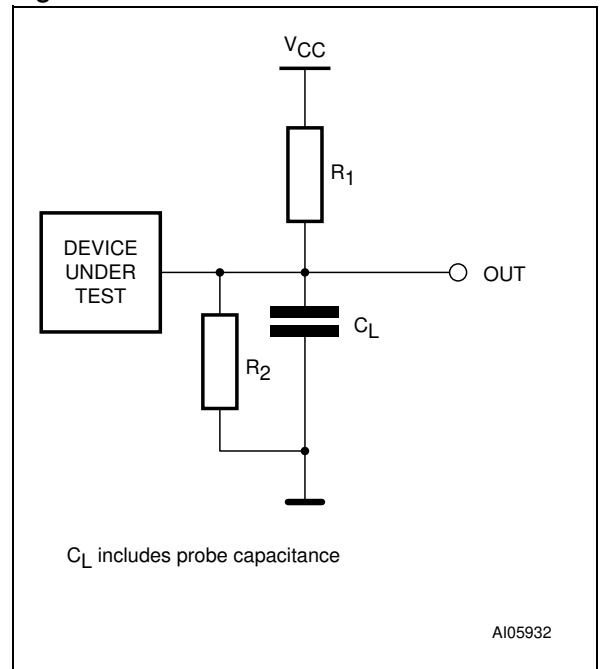 VCC
R1
DEVICE
UNDER
TEST
OUT
CL
R2
CL includes probe capacitance
AI05932